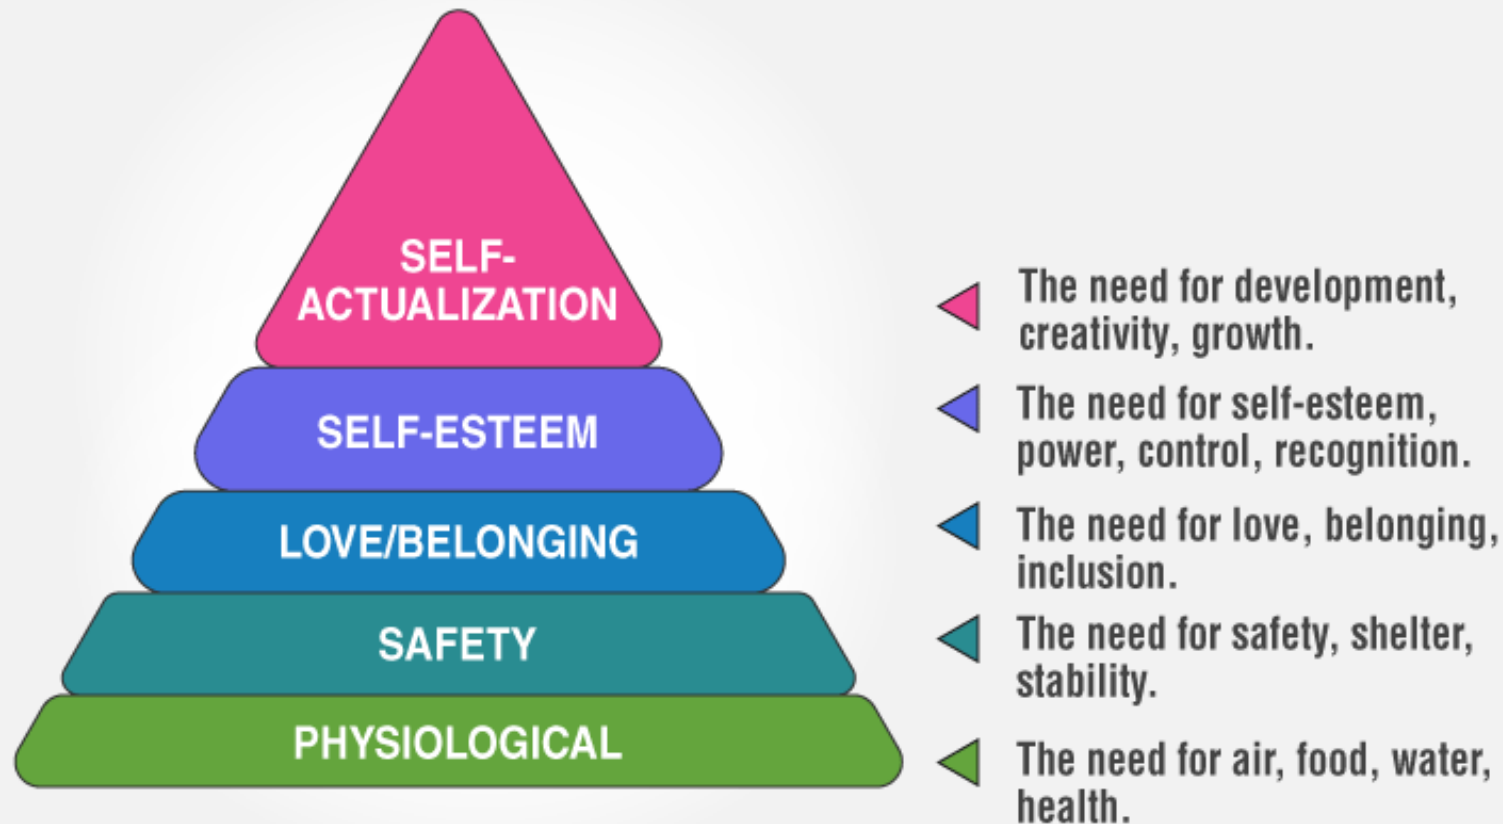 SELF-
ACTUALIZATION
The need for development,
creativity, growth.
SELF-ESTEEM
The need for self-esteem,
power, control, recognition.
LOVE/BELONGING
The need for love, belonging,
inclusion.
SAFETY
The need for safety, shelter,
stability.
PHYSIOLOGICAL
The need for air, food, water,
health.